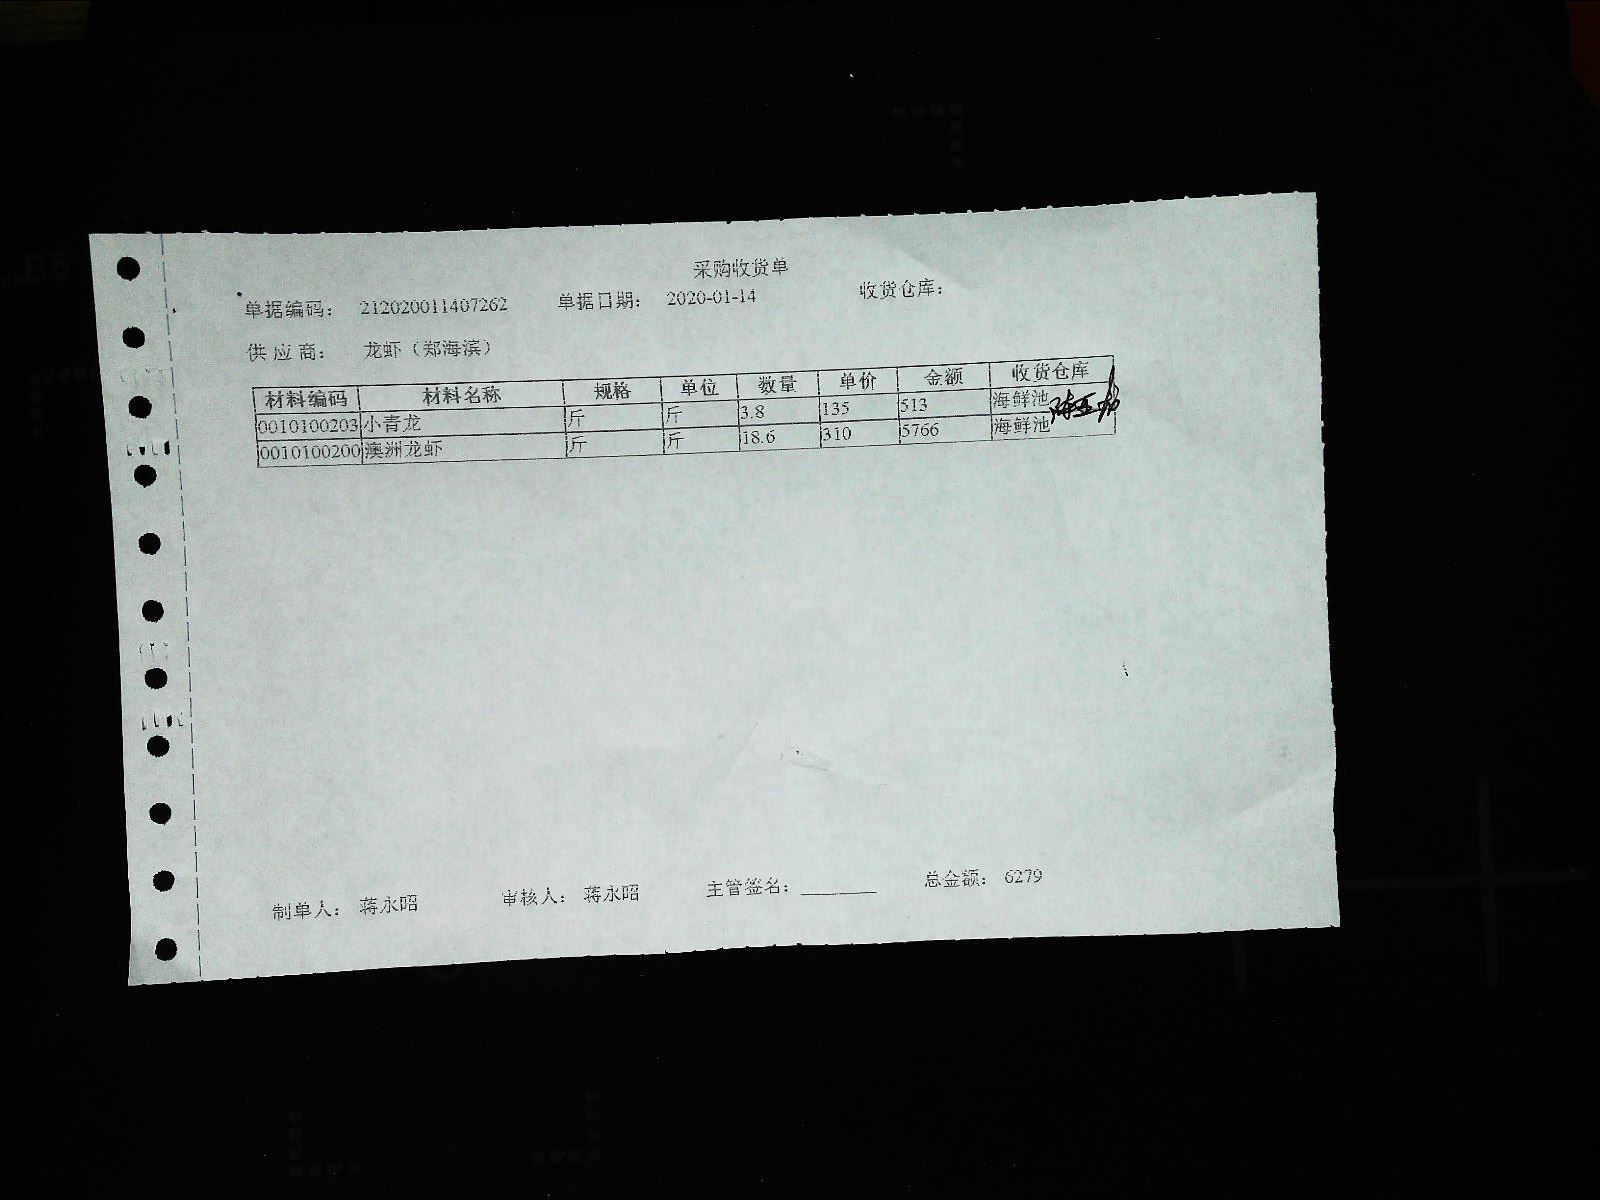 采购收货单
单据编码： 212020011407262 单据日期： 2020-01-14 收货仓库：
供应商： 龙虾（郑海滨）
材料编码 材料名称 规格 单位 数量 单价 金额 收货仓库
0010100203 小青龙 斤 斤 3.8 135 513 海鲜池
0010100200 澳洲龙虾 斤 斤 18.6 310 5766 海鲜池
制单人： 蒋永昭 审核人： 蒋永昭 主管签名： 总金额： 6279